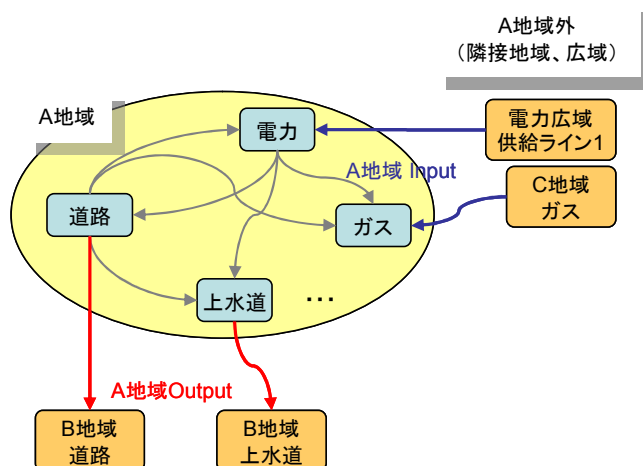 A地域外
（隣接地域、広域）
A地域
電力
電力広域
供給ライン1
A地域 Input
C地域
ガス
道路
ガス
上水道
…
A地域Output
B地域
道路
B地域
上水道